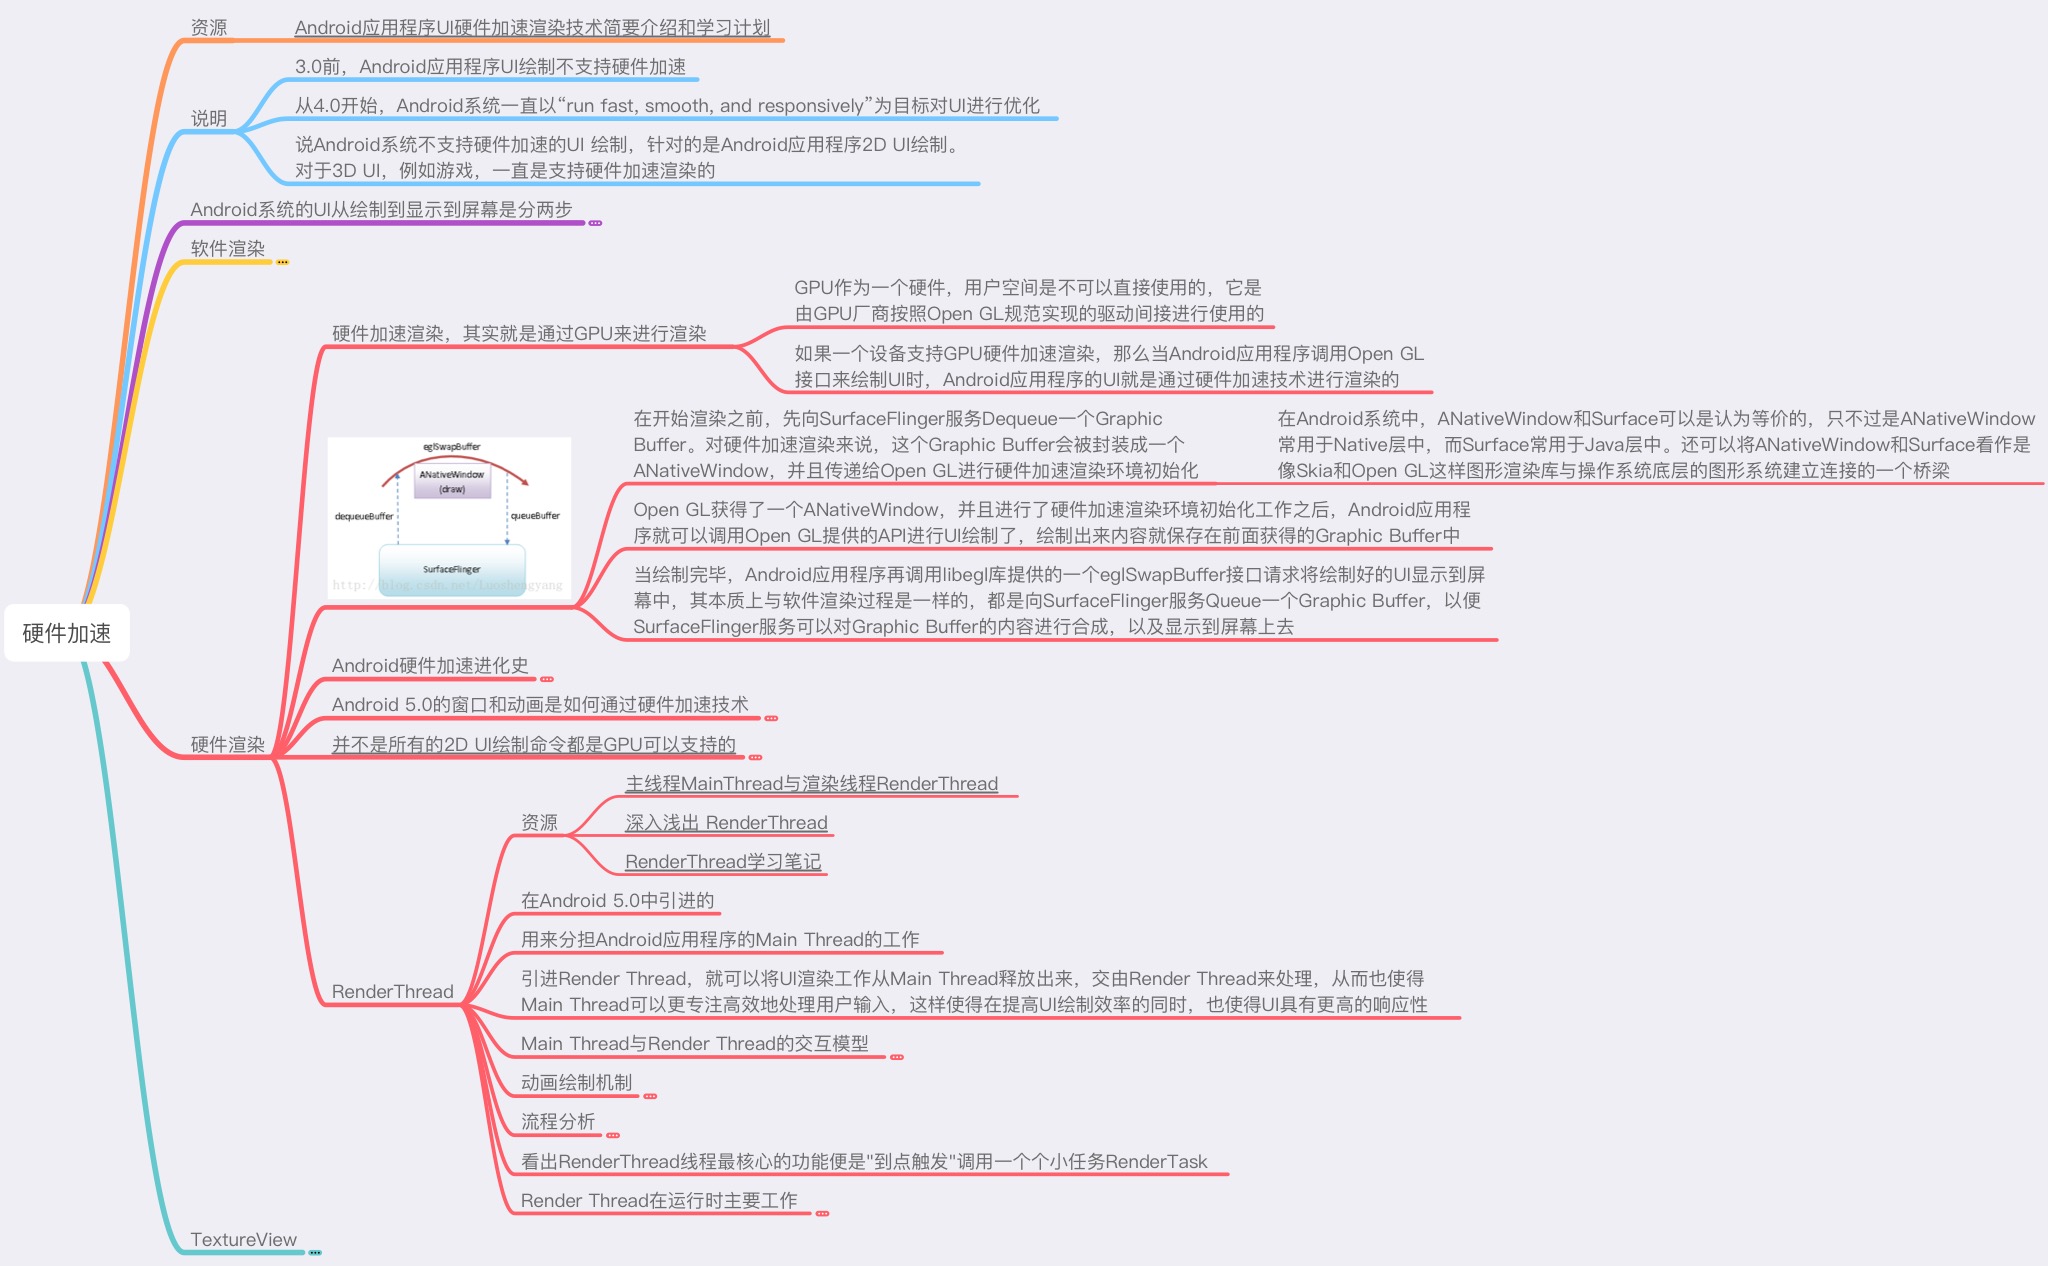 资源
Android应用程序UI硬件加速渲染技术简要介绍和学习计划
3.0前，Android应用程序UI绘制不支持硬件加速
说明
从4.0开始，Android系统一直以“run fast, smooth, and responsively”为目标对UI进行优化
说Android系统不支持硬件加速的UI 绘制，针对的是Android应用程序2D UI绘制。
对于3D UI，例如游戏，一直是支持硬件加速渲染的
Android系统的UI从绘制到显示到屏幕是分两步
软件渲染
硬件加速渲染，其实就是通过GPU来进行渲染
GPU作为一个硬件，用户空间是不可以直接使用的，它是
由GPU厂商按照Open GL规范实现的驱动间接进行使用的
如果一个设备支持GPU硬件加速渲染，那么当Android应用程序调用Open GL
接口来绘制UI时，Android应用程序的UI就是通过硬件加速技术进行渲染的
eglSwapBuffer
ANativeWindow
(draw)
dequeueBuffer
queueBuffer
SurfaceFlinger
http://blog.csdn.net/Luoshengyang
在开始渲染之前，先向SurfaceFlinger服务Dequeue一个Graphic
Buffer。对硬件加速渲染来说，这个Graphic Buffer会被封装成一个
ANativeWindow，并且传递给Open GL进行硬件加速渲染环境初始化
在Android系统中，ANativeWindow和Surface可以是认为等价的，只不过是ANativeWindow
常用于Native层中，而Surface常用于Java层中。还可以将ANativeWindow和Surface看作是
像Skia和Open GL这样图形渲染库与操作系统底层的图形系统建立连接的一个桥梁
Open GL获得了一个ANativeWindow，并且进行了硬件加速渲染环境初始化工作之后，Android应用程
序就可以调用Open GL提供的API进行UI绘制了，绘制出来内容就保存在前面获得的Graphic Buffer中
当绘制完毕，Android应用程序再调用libegl库提供的一个eglSwapBuffer接口请求将绘制好的UI显示到屏
幕中，其本质上与软件渲染过程是一样的，都是向SurfaceFlinger服务Queue一个Graphic Buffer，以便
SurfaceFlinger服务可以对Graphic Buffer的内容进行合成，以及显示到屏幕上去
硬件加速
Android硬件加速进化史
Android 5.0的窗口和动画是如何通过硬件加速技术
硬件渲染
并不是所有的2D UI绘制命令都是GPU可以支持的
主线程MainThread与渲染线程RenderThread
资源
深入浅出 RenderThread
RenderThread学习笔记
在Android 5.0中引进的
用来分担Android应用程序的Main Thread的工作
RenderThread
引进Render Thread，就可以将UI渲染工作从Main Thread释放出来，交由Render Thread来处理，从而也使得
Main Thread可以更专注高效地处理用户输入，这样使得在提高UI绘制效率的同时，也使得UI具有更高的响应性
Main Thread与Render Thread的交互模型
动画绘制机制
流程分析
看出RenderThread线程最核心的功能便是"到点触发"调用一个个小任务RenderTask
Render Thread在运行时主要工作
TextureView